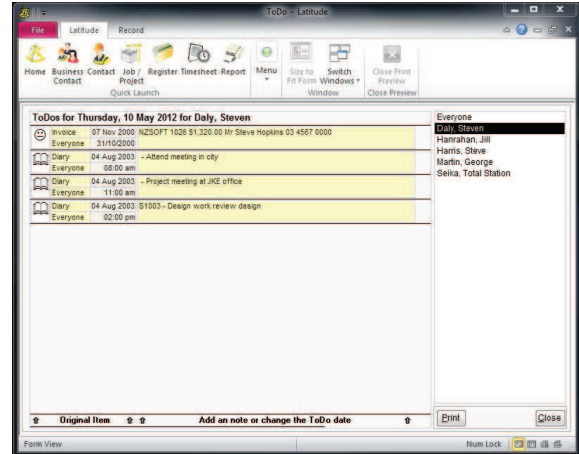 ToDo - Latitude
File Latitude Record
Home Business Contact Contact Job / Project Register Timesheet Report Menu Size to Fit Form Switch Windows Close Print Preview
Quick Launch Window Close Preview
ToDos for Thursday, 10 May 2012 for Daly, Steven
Invoice 07 Nov 2000 NZSOFT 1026 $1,320.00 Mr Steve Hopkins 03 4567 0000
Everyone 31/10/2000
Diary 04 Aug 2003 - Attend meeting in city
Everyone 08:00 am
Diary 04 Aug 2003 - Project meeting at JKE office
Everyone 11:00 am
Diary 04 Aug 2003 S1003 - Design work review design
Everyone 02:00 pm
Everyone
Daly, Steven
Hanrahan, Jill
Harris, Steve
Martin, George
Seika, Total Station
Original Item Add an note or change the ToDo date
Print Close
Form View Num Lock